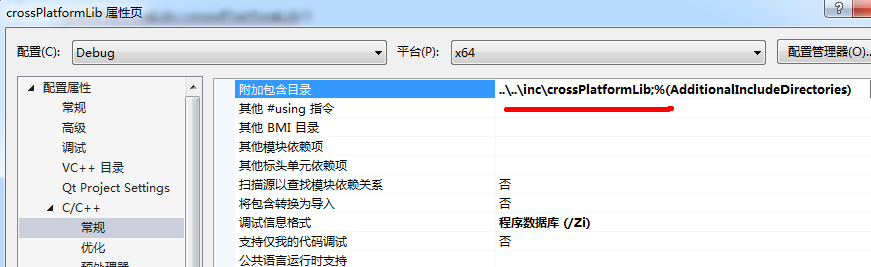 crossPlatformLib 属性页
配置(C): Debug 平台(P): x64 配置管理器(O)...
配置属性
常规
高级
调试
VC++ 目录
Qt Project Settings
C/C++
常规
优化
预处理器
附加包含目录 ..\..\inc\crossPlatformLib;%(AdditionalIncludeDirectories)
其他 #using 指令
其他 BMI 目录
其他模块依赖项
其他标头单元依赖项
扫描源以查找模块依赖关系 否
将包含转换为导入 否
调试信息格式 程序数据库 (/Zi)
支持仅我的代码调试 否
公共语言运行时支持